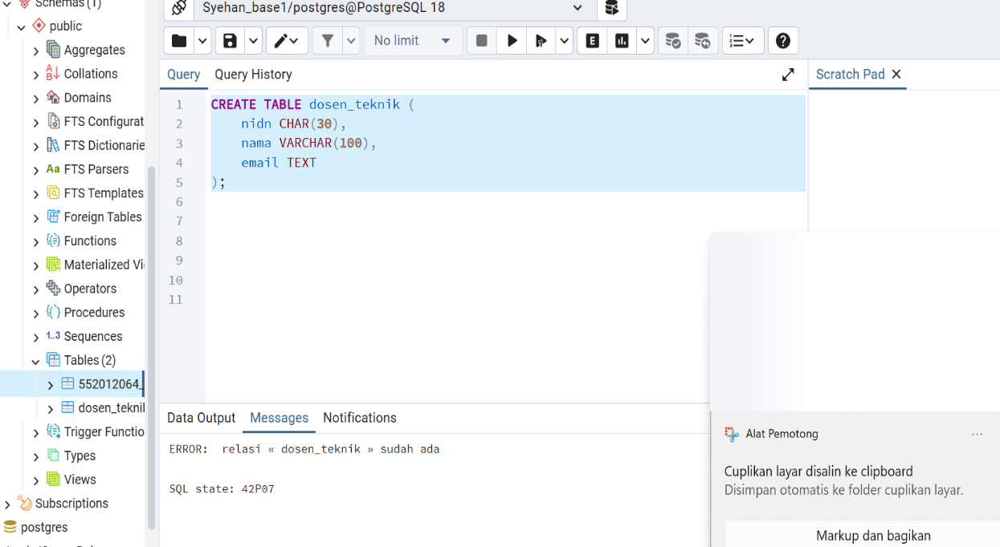 Schemas (1)
public
Aggregates
Collations
Domains
FTS Configurat
FTS Dictionarie
Aa FTS Parsers
FTS Templates
Foreign Tables
Functions
Materialized Vi
Operators
Procedures
1..3 Sequences
Tables (2)
552012064_
dosen_teknik
Trigger Functio
Types
Views
Subscriptions
postgres
Syehan_base1/postgres@PostgreSQL 18
No limit
E
Query Query History
Scratch Pad
1 CREATE TABLE dosen_teknik (
2 nidn CHAR(30),
3 nama VARCHAR(100),
4 email TEXT
5 );
6
7
8
9
10
11
Data Output Messages Notifications
ERROR: relasi « dosen_teknik » sudah ada
SQL state: 42P07
Alat Pemotong
Cuplikan layar disalin ke clipboard
Disimpan otomatis ke folder cuplikan layar.
Markup dan bagikan